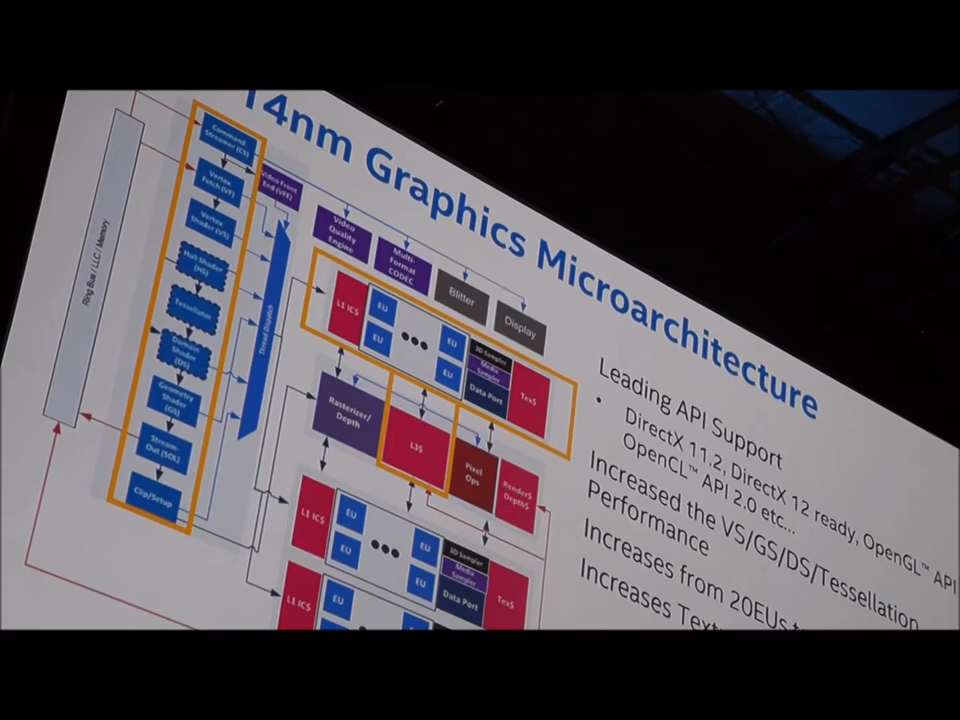 14nm Graphics Microarchitecture
Ring Bus / LLC / Memory
Command
Streamer (CS)
Vertex
Fetch (VF)
Vertex
Shader (VS)
Hull Shader
(HS)
Tessellator
Domain
Shader
(DS)
Geometry
Shader
(GS)
Stream-
Out (SOL)
Clip/Setup
Video Front
End (VFE)
Thread Dispatch
Video
Quality
Engine
Multi-
Format
CODEC
Blitter
Display
L1 IC$
EU
EU
EU
EU
3D Sampler
Media
Sampler
Data Port
Tex$
Rasterizer/
Depth
L3$
Pixel
Ops
Render$
Depth$
L1 IC$
EU
EU
EU
EU
3D Sampler
Media
Sampler
Data Port
Tex$
L1 IC$
EU
Leading API Support
• DirectX 11.2, DirectX 12 ready, OpenGL™ API
OpenCL™ API 2.0 etc...
Increased the VS/GS/DS/Tessellation
Performance
Increases from 20EUs
Increases